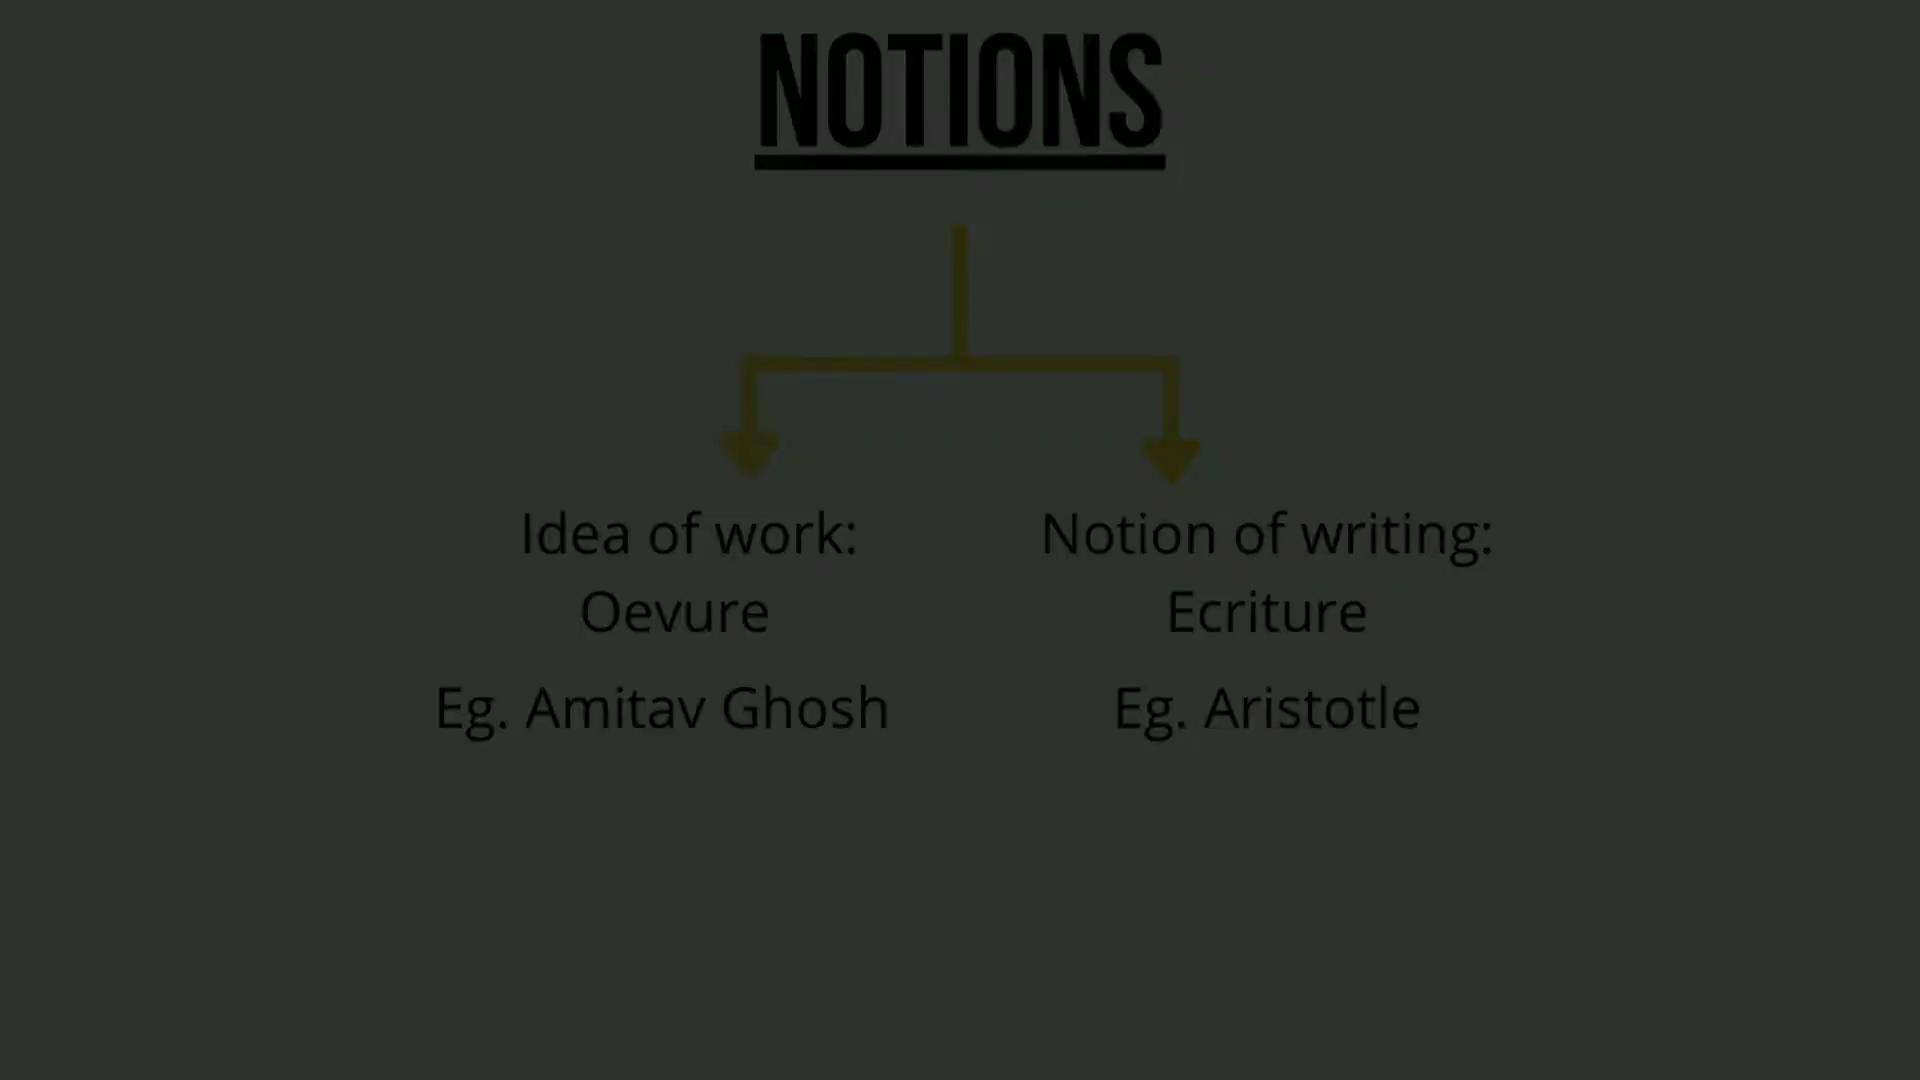 NOTIONS
Idea of work:
Oevure
Eg. Amitav Ghosh
Notion of writing:
Ecriture
Eg. Aristotle